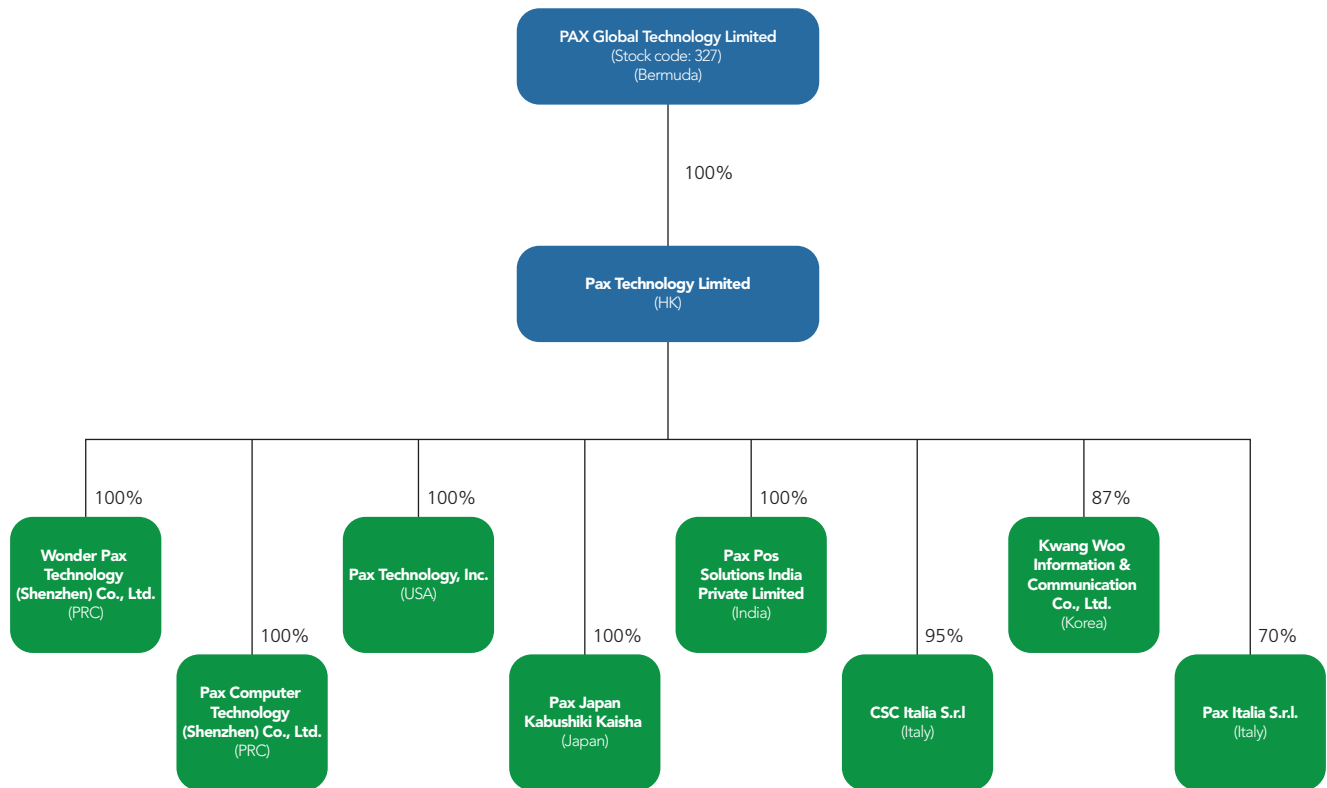 PAX Global Technology Limited
(Stock code: 327)
(Bermuda)
100%
Pax Technology Limited
(HK)
100%
Wonder Pax
Technology
(Shenzhen) Co., Ltd.
(PRC)
100%
Pax Computer
Technology
(Shenzhen) Co., Ltd.
(PRC)
100%
Pax Technology, Inc.
(USA)
100%
Pax Japan
Kabushiki Kaisha
(Japan)
100%
Pax Pos
Solutions India
Private Limited
(India)
95%
CSC Italia S.r.l
(Italy)
87%
Kwang Woo
Information &
Communication
Co., Ltd.
(Korea)
70%
Pax Italia S.r.l.
(Italy)